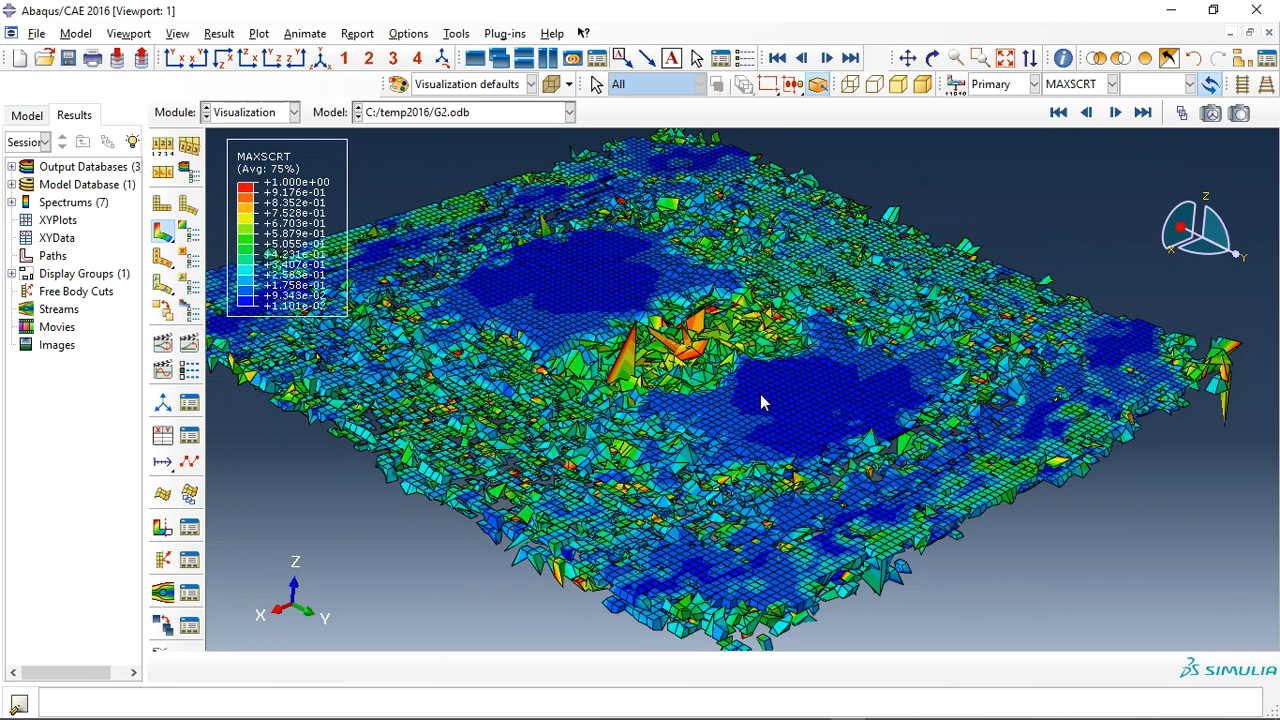 Abaqus/CAE 2016 [Viewport: 1]
File Model Viewport View Result Plot Animate Report Options Tools Plug-ins Help
1 2 3 4
A
Visualization defaults
All
Primary
MAXSCRT
Model Results
Module: Visualization Model: C:/temp2016/G2.odb
Session
Output Databases (3)
Model Database (1)
Spectrums (7)
XYPlots
XYData
Paths
Display Groups (1)
Free Body Cuts
Streams
Movies
Images
MAXSCRT
(Avg: 75%)
+1.000e+00
+9.176e-01
+8.352e-01
+7.528e-01
+6.703e-01
+5.879e-01
+5.055e-01
+4.231e-01
+3.407e-01
+2.583e-01
+1.758e-01
+9.343e-02
+1.101e-02
Z
X
Y
Z
X
Y
SIMULIA